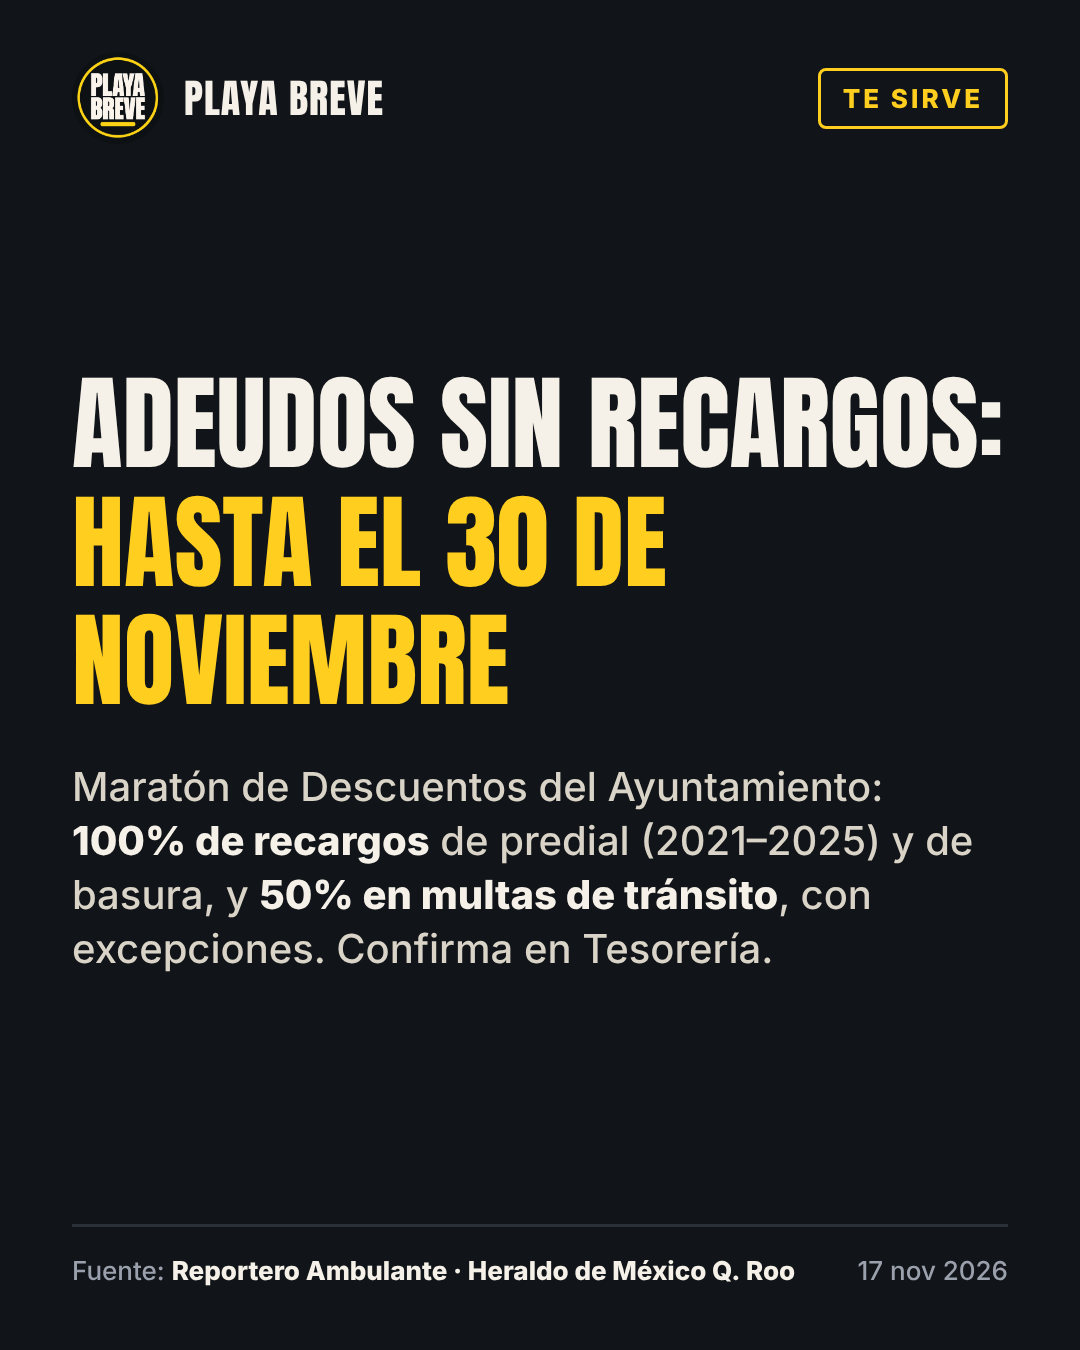 PLAYA
BREVE
PLAYA BREVE
TE SIRVE
ADEUDOS SIN RECARGOS:
HASTA EL 30 DE
NOVIEMBRE
Maratón de Descuentos del Ayuntamiento:
100% de recargos de predial (2021–2025) y de
basura, y 50% en multas de tránsito, con
excepciones. Confirma en Tesorería.
Fuente: Reportero Ambulante · Heraldo de México Q. Roo
17 nov 2026